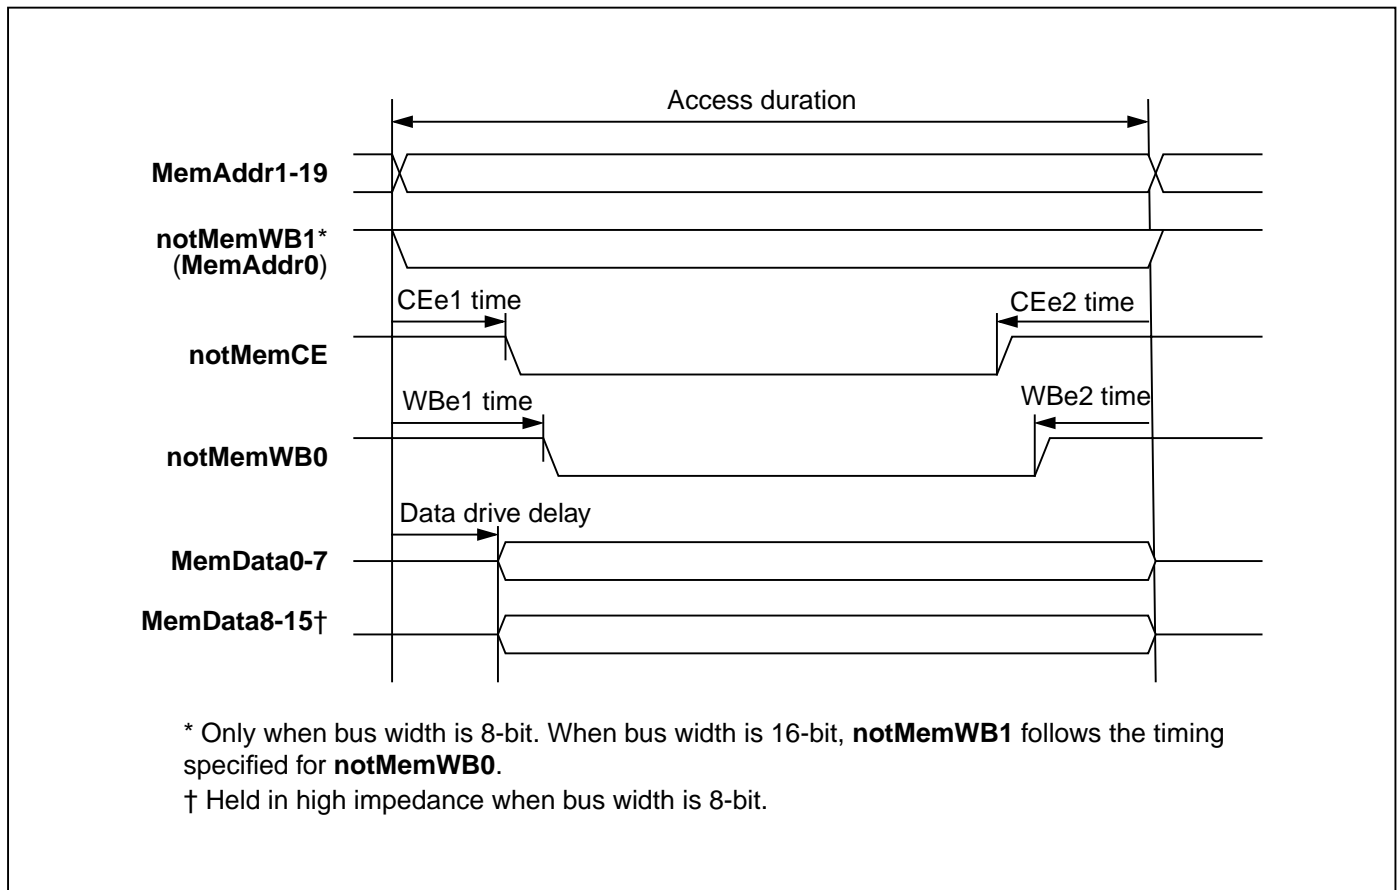 Access duration
MemAddr1-19
notMemWB1*
(MemAddr0)
CEe1 time
CEe2 time
notMemCE
WBe1 time
WBe2 time
notMemWB0
Data drive delay
MemData0-7
MemData8-15†
* Only when bus width is 8-bit. When bus width is 16-bit, notMemWB1 follows the timing
specified for notMemWB0.
† Held in high impedance when bus width is 8-bit.